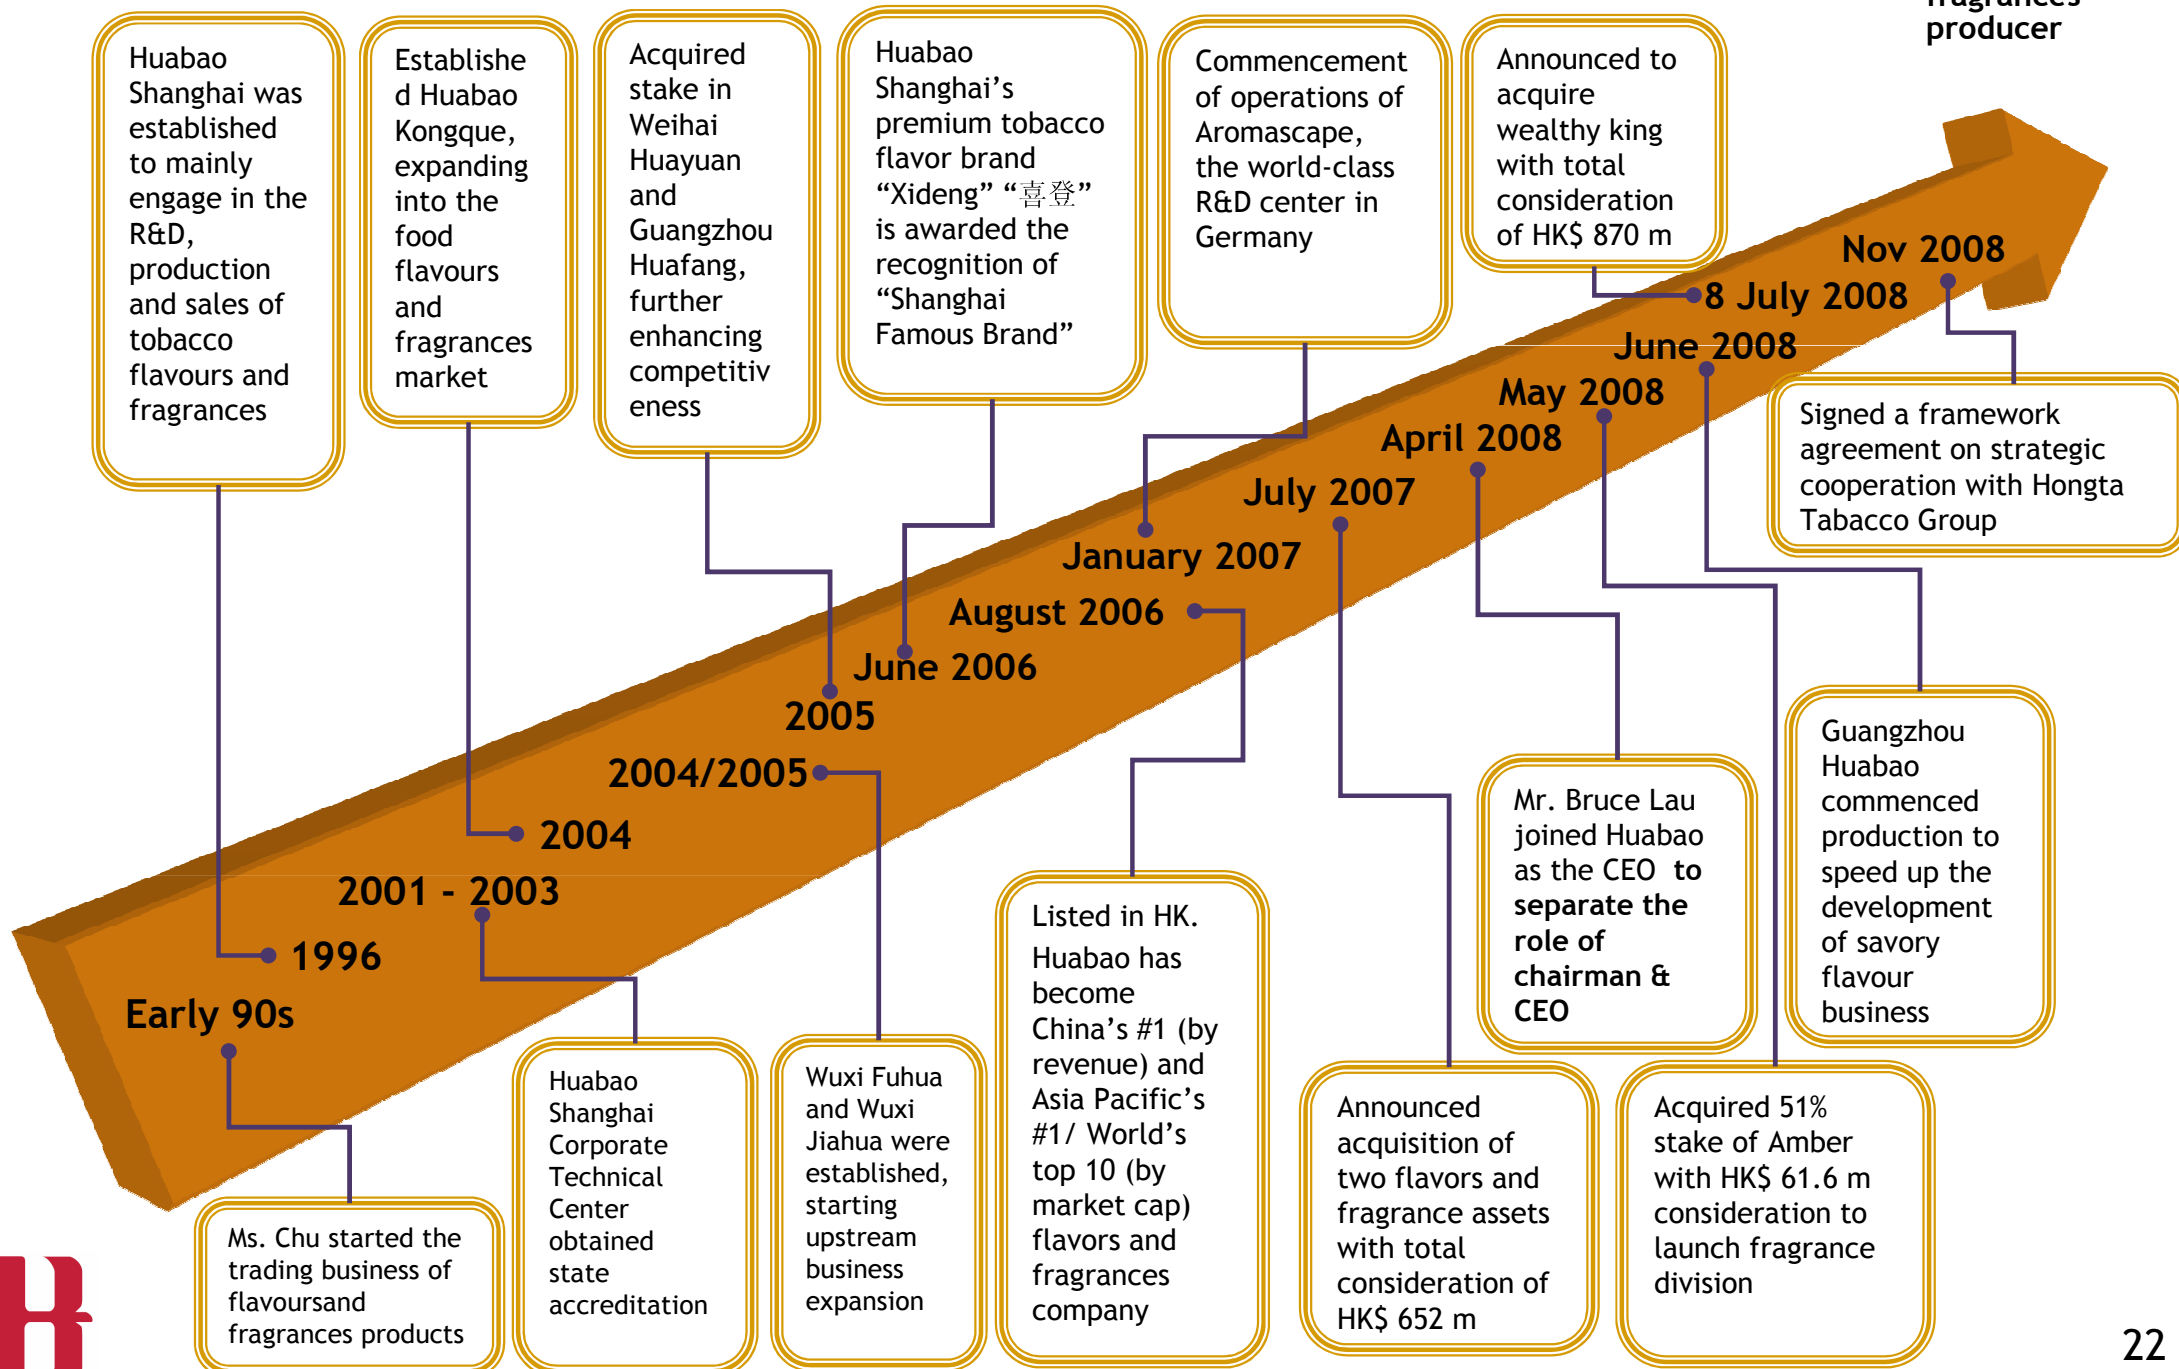 fragrances
producer
Huabao
Shanghai was
established
to mainly
engage in the
R&D,
production
and sales of
tobacco
flavours and
fragrances
Establishe
d Huabao
Kongque,
expanding
into the
food
flavours
and
fragrances
market
Acquired
stake in
Weihai
Huayuan
and
Guangzhou
Huafang,
further
enhancing
competitiv
eness
Huabao
Shanghai’s
premium tobacco
flavor brand
“Xideng” “喜登”
is awarded the
recognition of
“Shanghai
Famous Brand”
Commencement
of operations of
Aromascape,
the world-class
R&D center in
Germany
Announced to
acquire
wealthy king
with total
consideration
of HK$ 870 m
Nov 2008
8 July 2008
June 2008
May 2008
April 2008
July 2007
January 2007
August 2006
June 2006
2005
2004/2005
2004
2001 - 2003
1996
Early 90s
Signed a framework
agreement on strategic
cooperation with Hongta
Tabacco Group
Guangzhou
Huabao
commenced
production to
speed up the
development
of savory
flavour
business
Mr. Bruce Lau
joined Huabao
as the CEO to
separate the
role of
chairman &
CEO
Ms. Chu started the
trading business of
flavoursand
fragrances products
Huabao
Shanghai
Corporate
Technical
Center
obtained
state
accreditation
Wuxi Fuhua
and Wuxi
Jiahua were
established,
starting
upstream
business
expansion
Listed in HK.
Huabao has
become
China’s #1 (by
revenue) and
Asia Pacific’s
#1/ World’s
top 10 (by
market cap)
flavors and
fragrances
company
Announced
acquisition of
two flavors and
fragrance assets
with total
consideration of
HK$ 652 m
Acquired 51%
stake of Amber
with HK$ 61.6 m
consideration to
launch fragrance
division
22